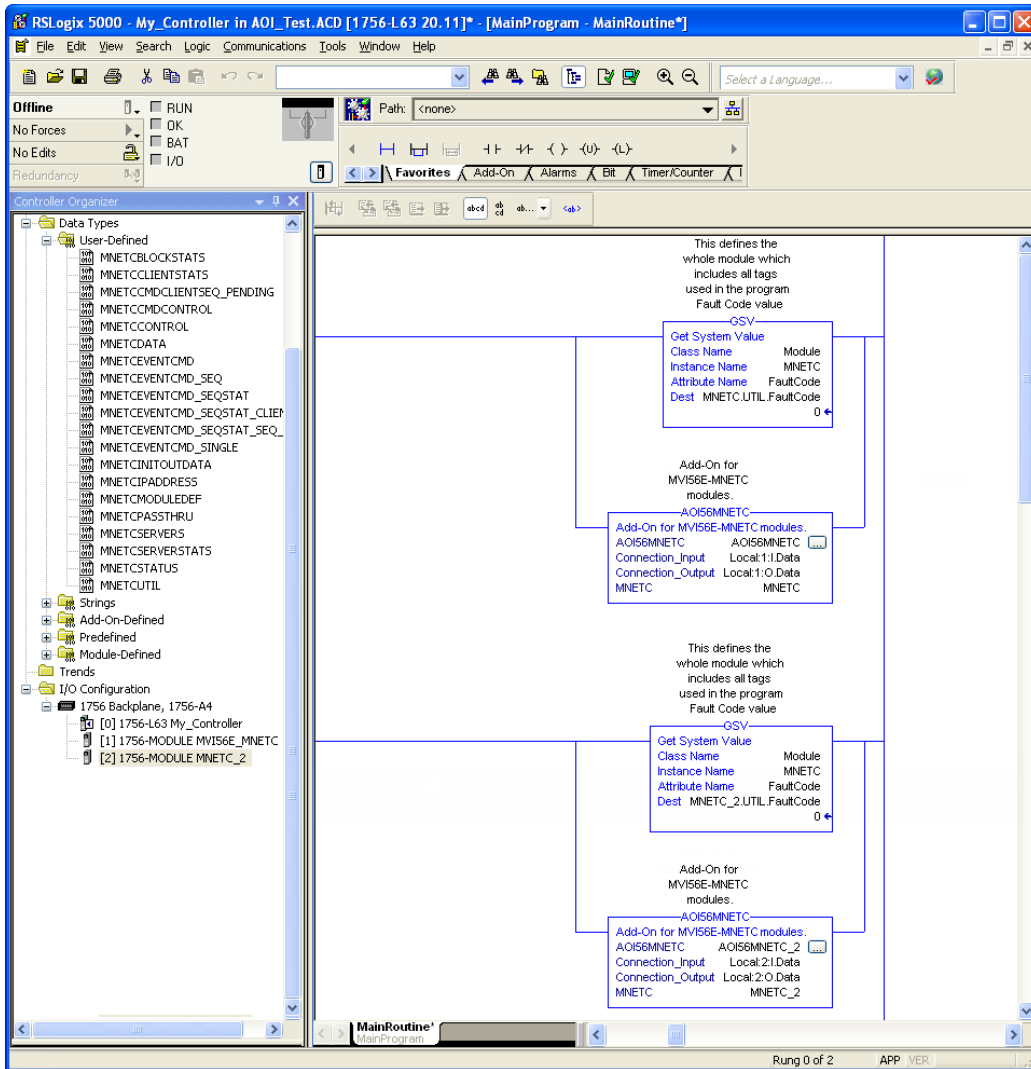 RSLogix 5000 - My_Controller in AOI_Test.ACD [1756-L63 20.11]* - [MainProgram - MainRoutine*]
File Edit View Search Logic Communications Tools Window Help
Select a Language...
Offline
RUN
No Forces
OK
No Edits
BAT
Redundancy
I/O
Path: <none>
Favorites Add-On Alarms Bit Timer/Counter
Controller Organizer
Data Types
User-Defined
MNETCBLOCKSTATS
MNETCCLIENTSTATS
MNETCCMDCLIENTSEQ_PENDING
MNETCCMDCONTROL
MNETCCONTROL
MNETCDATA
MNETCEVENTCMD
MNETCEVENTCMD_SEQ
MNETCEVENTCMD_SEQSTAT
MNETCEVENTCMD_SEQSTAT_CLIEN
MNETCEVENTCMD_SEQSTAT_SEQ_
MNETCEVENTCMD_SINGLE
MNETCINITOUTDATA
MNETCIPADDRESS
MNETCMODULEDEF
MNETCPASSTHRU
MNETCSERVERS
MNETCSERVERSTATS
MNETCSTATUS
MNETCUTIL
Strings
Add-On-Defined
Predefined
Module-Defined
Trends
I/O Configuration
1756 Backplane, 1756-A4
[0] 1756-L63 My_Controller
[1] 1756-MODULE MVI56E_MNETC
[2] 1756-MODULE MNETC_2
abcd ab cd ab... <ab>
This defines the
whole module which
includes all tags
used in the program
Fault Code value
GSV
Get System Value
Class Name Module
Instance Name MNETC
Attribute Name FaultCode
Dest MNETC.UTIL.FaultCode
0
Add-On for
MVI56E-MNETC
modules.
AOI56MNETC
Add-On for MVI56E-MNETC modules.
AOI56MNETC AOI56MNETC ...
Connection_Input Local:1:I.Data
Connection_Output Local:1:O.Data
MNETC MNETC
This defines the
whole module which
includes all tags
used in the program
Fault Code value
GSV
Get System Value
Class Name Module
Instance Name MNETC
Attribute Name FaultCode
Dest MNETC_2.UTIL.FaultCode
0
Add-On for
MVI56E-MNETC
modules.
AOI56MNETC
Add-On for MVI56E-MNETC modules.
AOI56MNETC AOI56MNETC_2 ...
Connection_Input Local:2:I.Data
Connection_Output Local:2:O.Data
MNETC MNETC_2
MainRoutine*
MainProgram
Rung 0 of 2 APP VER